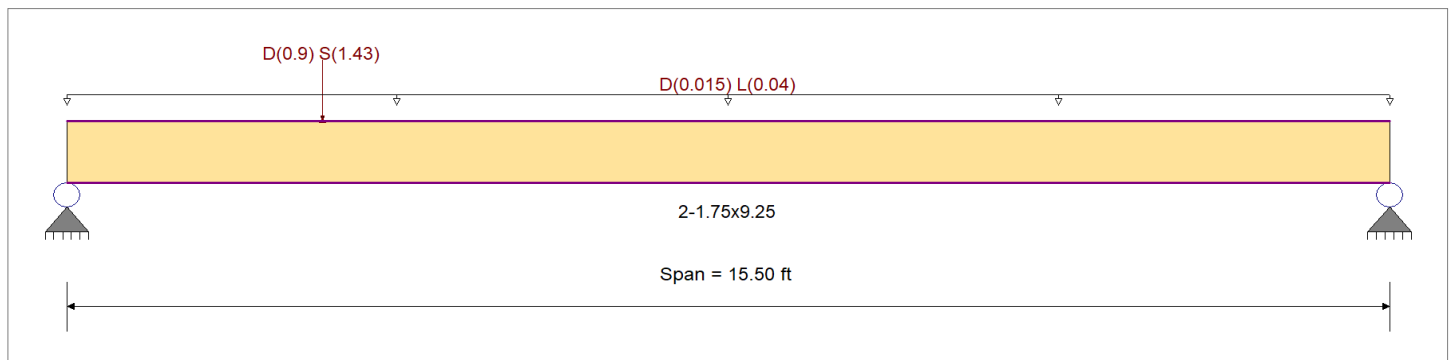 D(0.9) S(1.43)
D(0.015) L(0.04)
2-1.75x9.25
Span = 15.50 ft